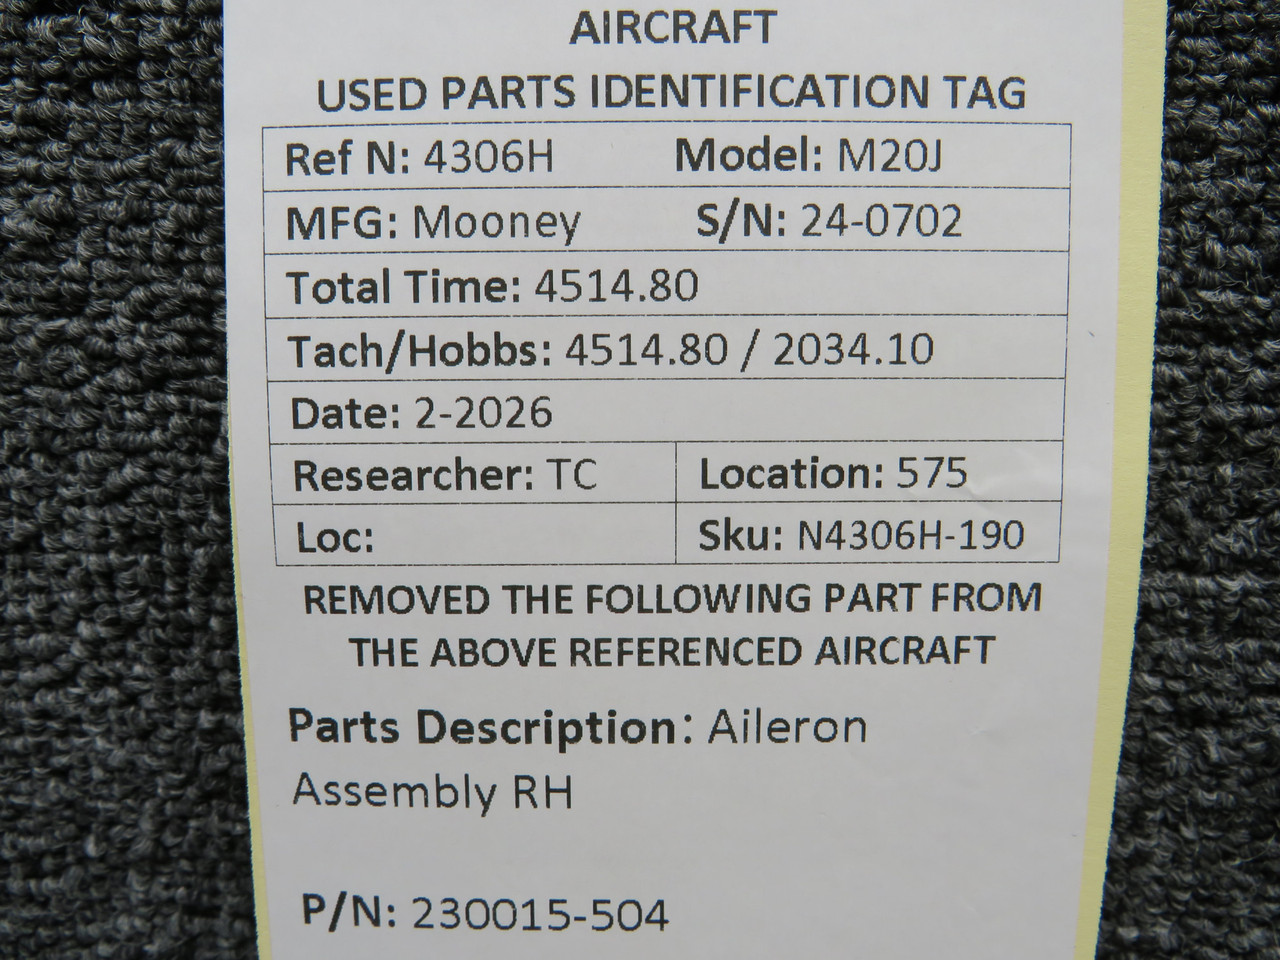 AIRCRAFT
USED PARTS IDENTIFICATION TAG
Ref N: 4306H Model: M20J
MFG: Mooney S/N: 24-0702
Total Time: 4514.80
Tach/Hobbs: 4514.80 / 2034.10
Date: 2-2026
Researcher: TC Location: 575
Loc: Sku: N4306H-190
REMOVED THE FOLLOWING PART FROM
THE ABOVE REFERENCED AIRCRAFT
Parts Description: Aileron
Assembly RH
P/N: 230015-504